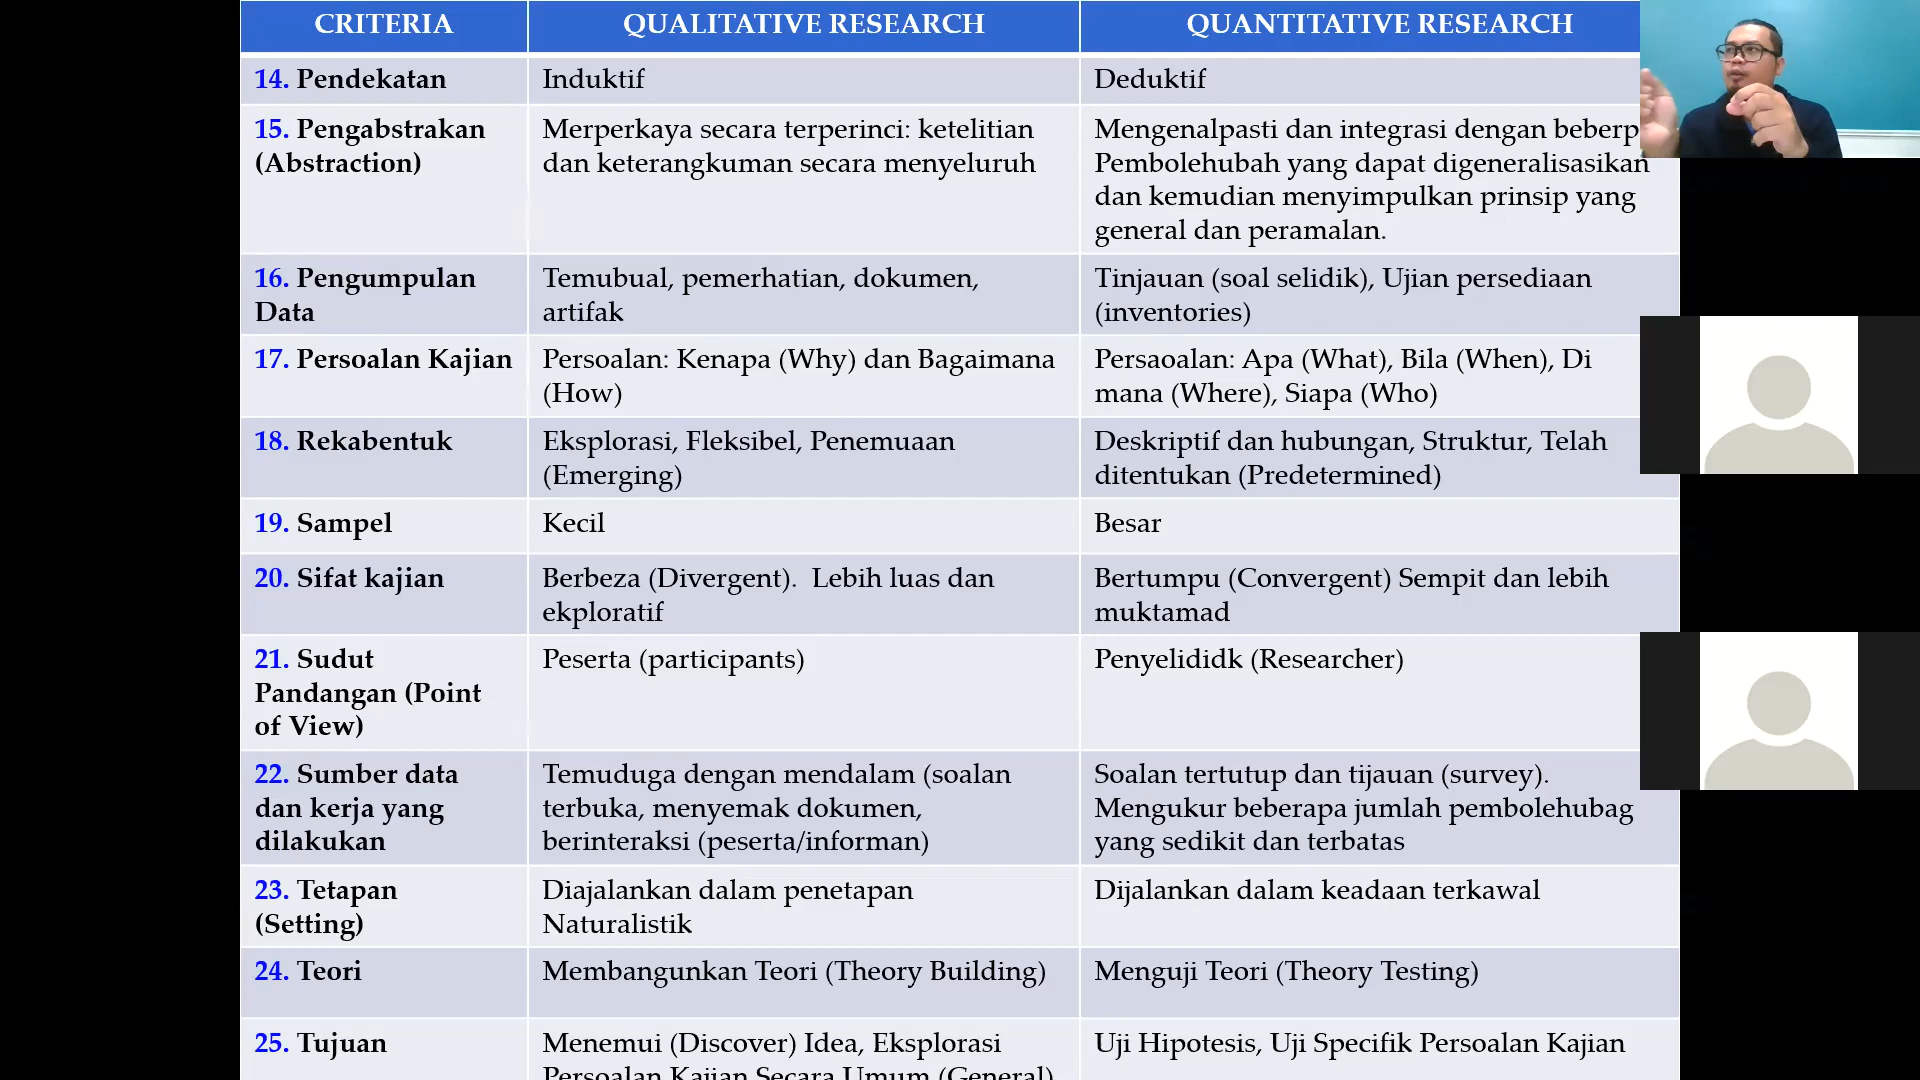 CRITERIA
QUALITATIVE RESEARCH
QUANTITATIVE RESEARCH
14. Pendekatan
Induktif
Deduktif
15. Pengabstrakan
(Abstraction)
Merperkaya secara terperinci: ketelitian
dan keterangkuman secara menyeluruh
Mengenalpasti dan integrasi dengan beberp
Pembolehubah yang dapat digeneralisasikan
dan kemudian menyimpulkan prinsip yang
general dan peramalan.
16. Pengumpulan
Data
Temubual, pemerhatian, dokumen,
artifak
Tinjauan (soal selidik), Ujian persediaan
(inventories)
17. Persoalan Kajian
Persoalan: Kenapa (Why) dan Bagaimana
(How)
Persaoalan: Apa (What), Bila (When), Di
mana (Where), Siapa (Who)
18. Rekabentuk
Eksplorasi, Fleksibel, Penemuaan
(Emerging)
Deskriptif dan hubungan, Struktur, Telah
ditentukan (Predetermined)
19. Sampel
Kecil
Besar
20. Sifat kajian
Berbeza (Divergent).  Lebih luas dan
ekploratif
Bertumpu (Convergent) Sempit dan lebih
muktamad
21. Sudut
Pandangan (Point
of View)
Peserta (participants)
Penyelididk (Researcher)
22. Sumber data
dan kerja yang
dilakukan
Temuduga dengan mendalam (soalan
terbuka, menyemak dokumen,
berinteraksi (peserta/informan)
Soalan tertutup dan tijauan (survey).
Mengukur beberapa jumlah pembolehubag
yang sedikit dan terbatas
23. Tetapan
(Setting)
Diajalankan dalam penetapan
Naturalistik
Dijalankan dalam keadaan terkawal
24. Teori
Membangunkan Teori (Theory Building)
Menguji Teori (Theory Testing)
25. Tujuan
Menemui (Discover) Idea, Eksplorasi
Persoalan Kajian Secara Umum (General)
Uji Hipotesis, Uji Specifik Persoalan Kajian